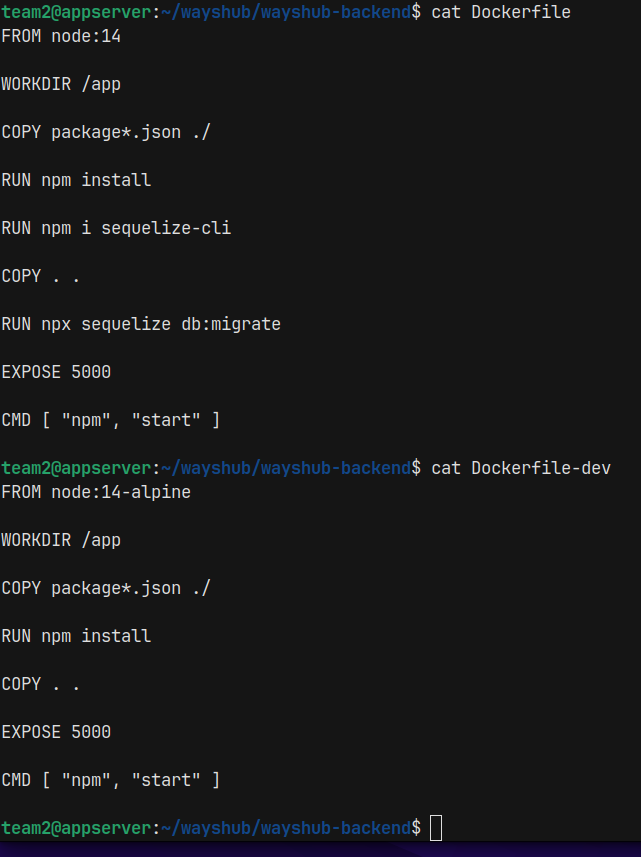 team2@appserver:~/wayshub/wayshub-backend$ cat Dockerfile
FROM node:14
WORKDIR /app
COPY package*.json ./
RUN npm install
RUN npm i sequelize-cli
COPY . .
RUN npx sequelize db:migrate
EXPOSE 5000
CMD [ "npm", "start" ]
team2@appserver:~/wayshub/wayshub-backend$ cat Dockerfile-dev
FROM node:14-alpine
WORKDIR /app
COPY package*.json ./
RUN npm install
COPY . .
EXPOSE 5000
CMD [ "npm", "start" ]
team2@appserver:~/wayshub/wayshub-backend$